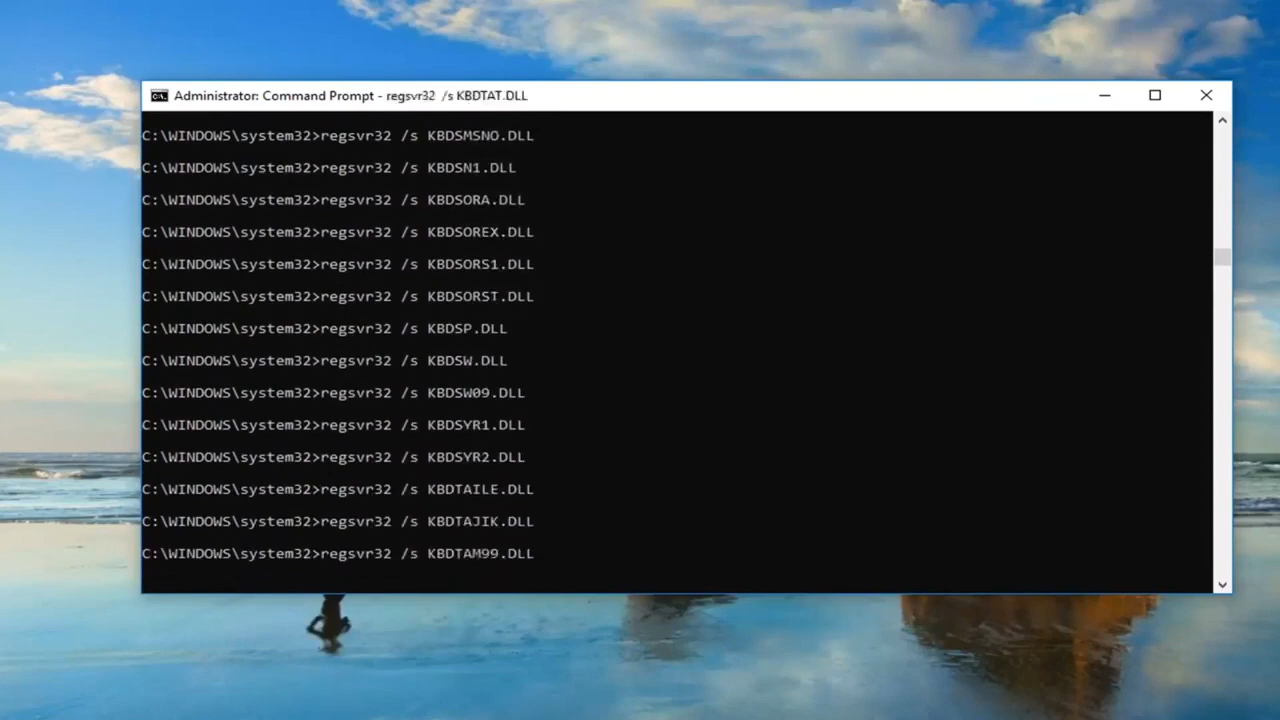 Administrator: Command Prompt - regsvr32 /s KBDTAT.DLL
C:\WINDOWS\system32>regsvr32 /s KBDSMSNO.DLL
C:\WINDOWS\system32>regsvr32 /s KBDSN1.DLL
C:\WINDOWS\system32>regsvr32 /s KBDSORA.DLL
C:\WINDOWS\system32>regsvr32 /s KBDSOREX.DLL
C:\WINDOWS\system32>regsvr32 /s KBDSORS1.DLL
C:\WINDOWS\system32>regsvr32 /s KBDSORST.DLL
C:\WINDOWS\system32>regsvr32 /s KBDSP.DLL
C:\WINDOWS\system32>regsvr32 /s KBDSW.DLL
C:\WINDOWS\system32>regsvr32 /s KBDSW09.DLL
C:\WINDOWS\system32>regsvr32 /s KBDSYR1.DLL
C:\WINDOWS\system32>regsvr32 /s KBDSYR2.DLL
C:\WINDOWS\system32>regsvr32 /s KBDTAILE.DLL
C:\WINDOWS\system32>regsvr32 /s KBDTAJIK.DLL
C:\WINDOWS\system32>regsvr32 /s KBDTAM99.DLL